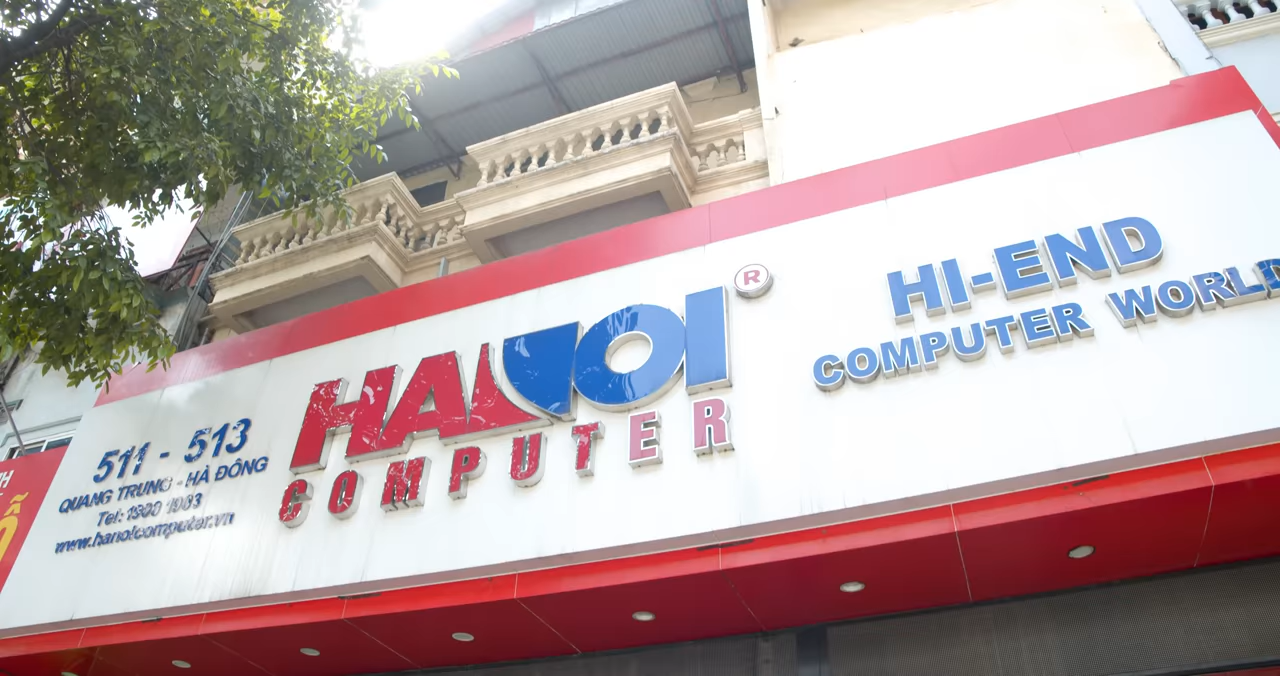 511 - 513
QUANG TRUNG - HÀ ĐÔNG
Tel: 1900 1903
www.hanoicomputer.vn
HANOI
®
COMPUTER
HI-END
COMPUTER WORLD